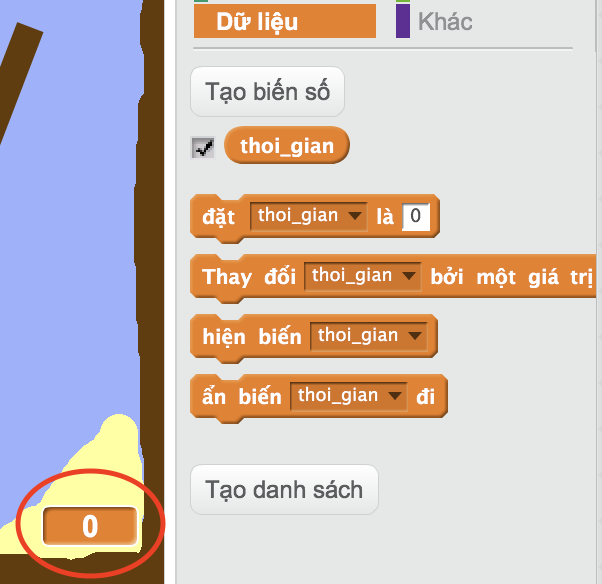 Dữ liệu
Khác
Tạo biến số
thoi_gian
đặt thoi_gian là 0
Thay đổi thoi_gian bởi một giá trị
hiện biến thoi_gian
ẩn biến thoi_gian đi
Tạo danh sách
0